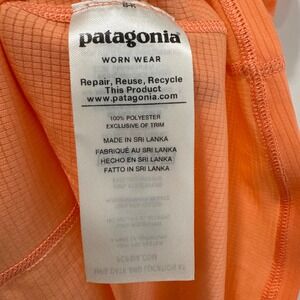 patagonia
WORN WEAR
Repair, Reuse, Recycle
This Product
www.patagonia.com
100% POLYESTER
EXCLUSIVE OF TRIM
MADE IN SRI LANKA
FABRIQUÉ AU SRI LANKA
HECHO EN SRI LANKA
FATTO IN SRI LANKA